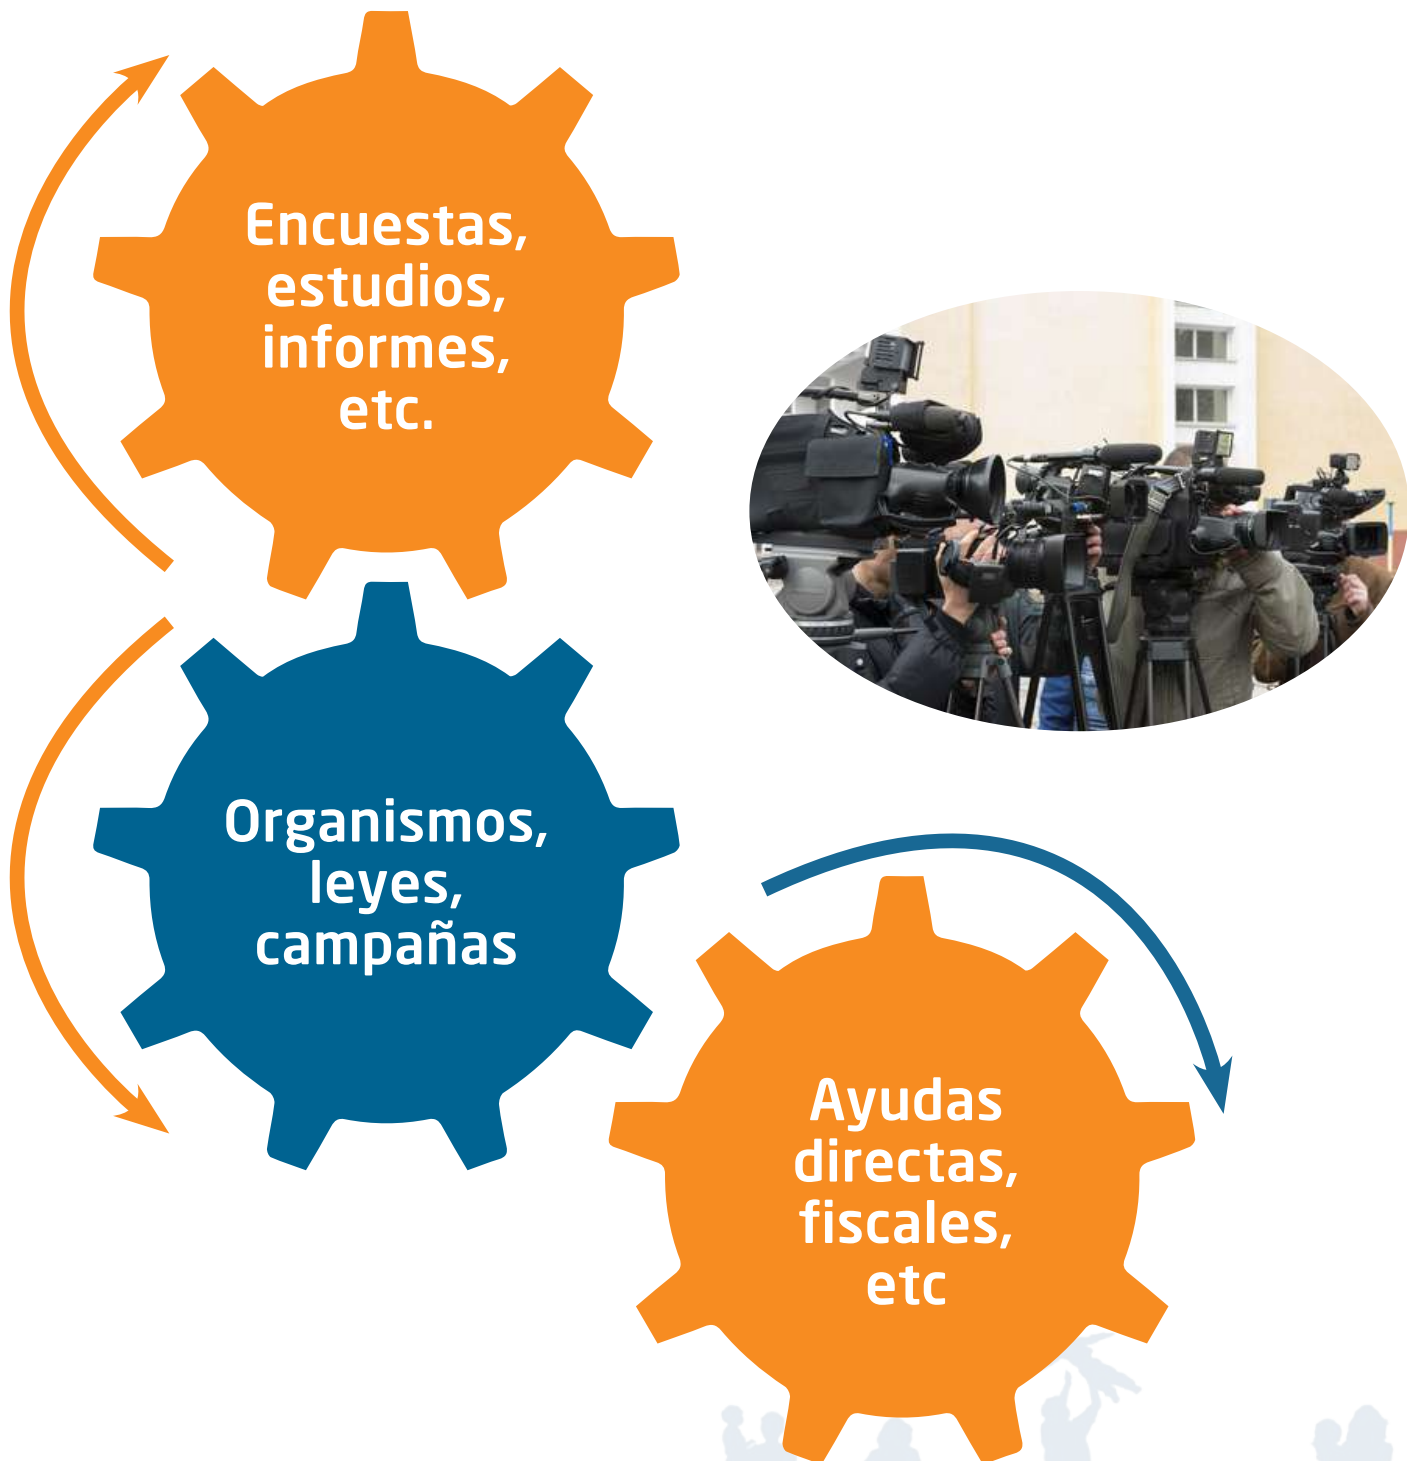 Encuestas,
estudios,
informes,
etc.
Organismos,
leyes,
campañas
Ayudas
directas,
fiscales,
etc